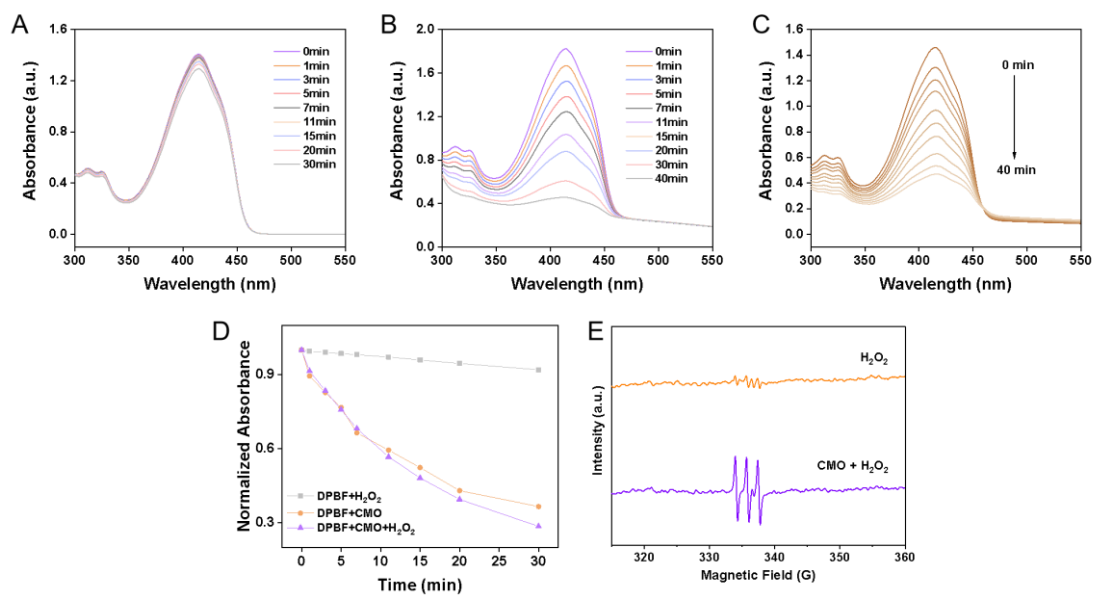 A
Absorbance (a.u.)
1.6
1.2
0.8
0.4
0.0
300 350 400 450 500 550
Wavelength (nm)
0min
1min
3min
5min
7min
11min
15min
20min
30min
B
Absorbance (a.u.)
2.0
1.6
1.2
0.8
0.4
0.0
300 350 400 450 500 550
Wavelength (nm)
0min
1min
3min
5min
7min
11min
15min
20min
30min
40min
C
Absorbance (a.u.)
1.6
1.4
1.2
1.0
0.8
0.6
0.4
0.2
0.0
300 350 400 450 500 550
Wavelength (nm)
0 min
40 min
D
Normalized Absorbance
0.9
0.6
0.3
0 5 10 15 20 25 30
Time (min)
DPBF+H₂O₂
DPBF+CMO
DPBF+CMO+H₂O₂
E
Intensity (a.u.)
H₂O₂
CMO + H₂O₂
320 330 340 350 360
Magnetic Field (G)